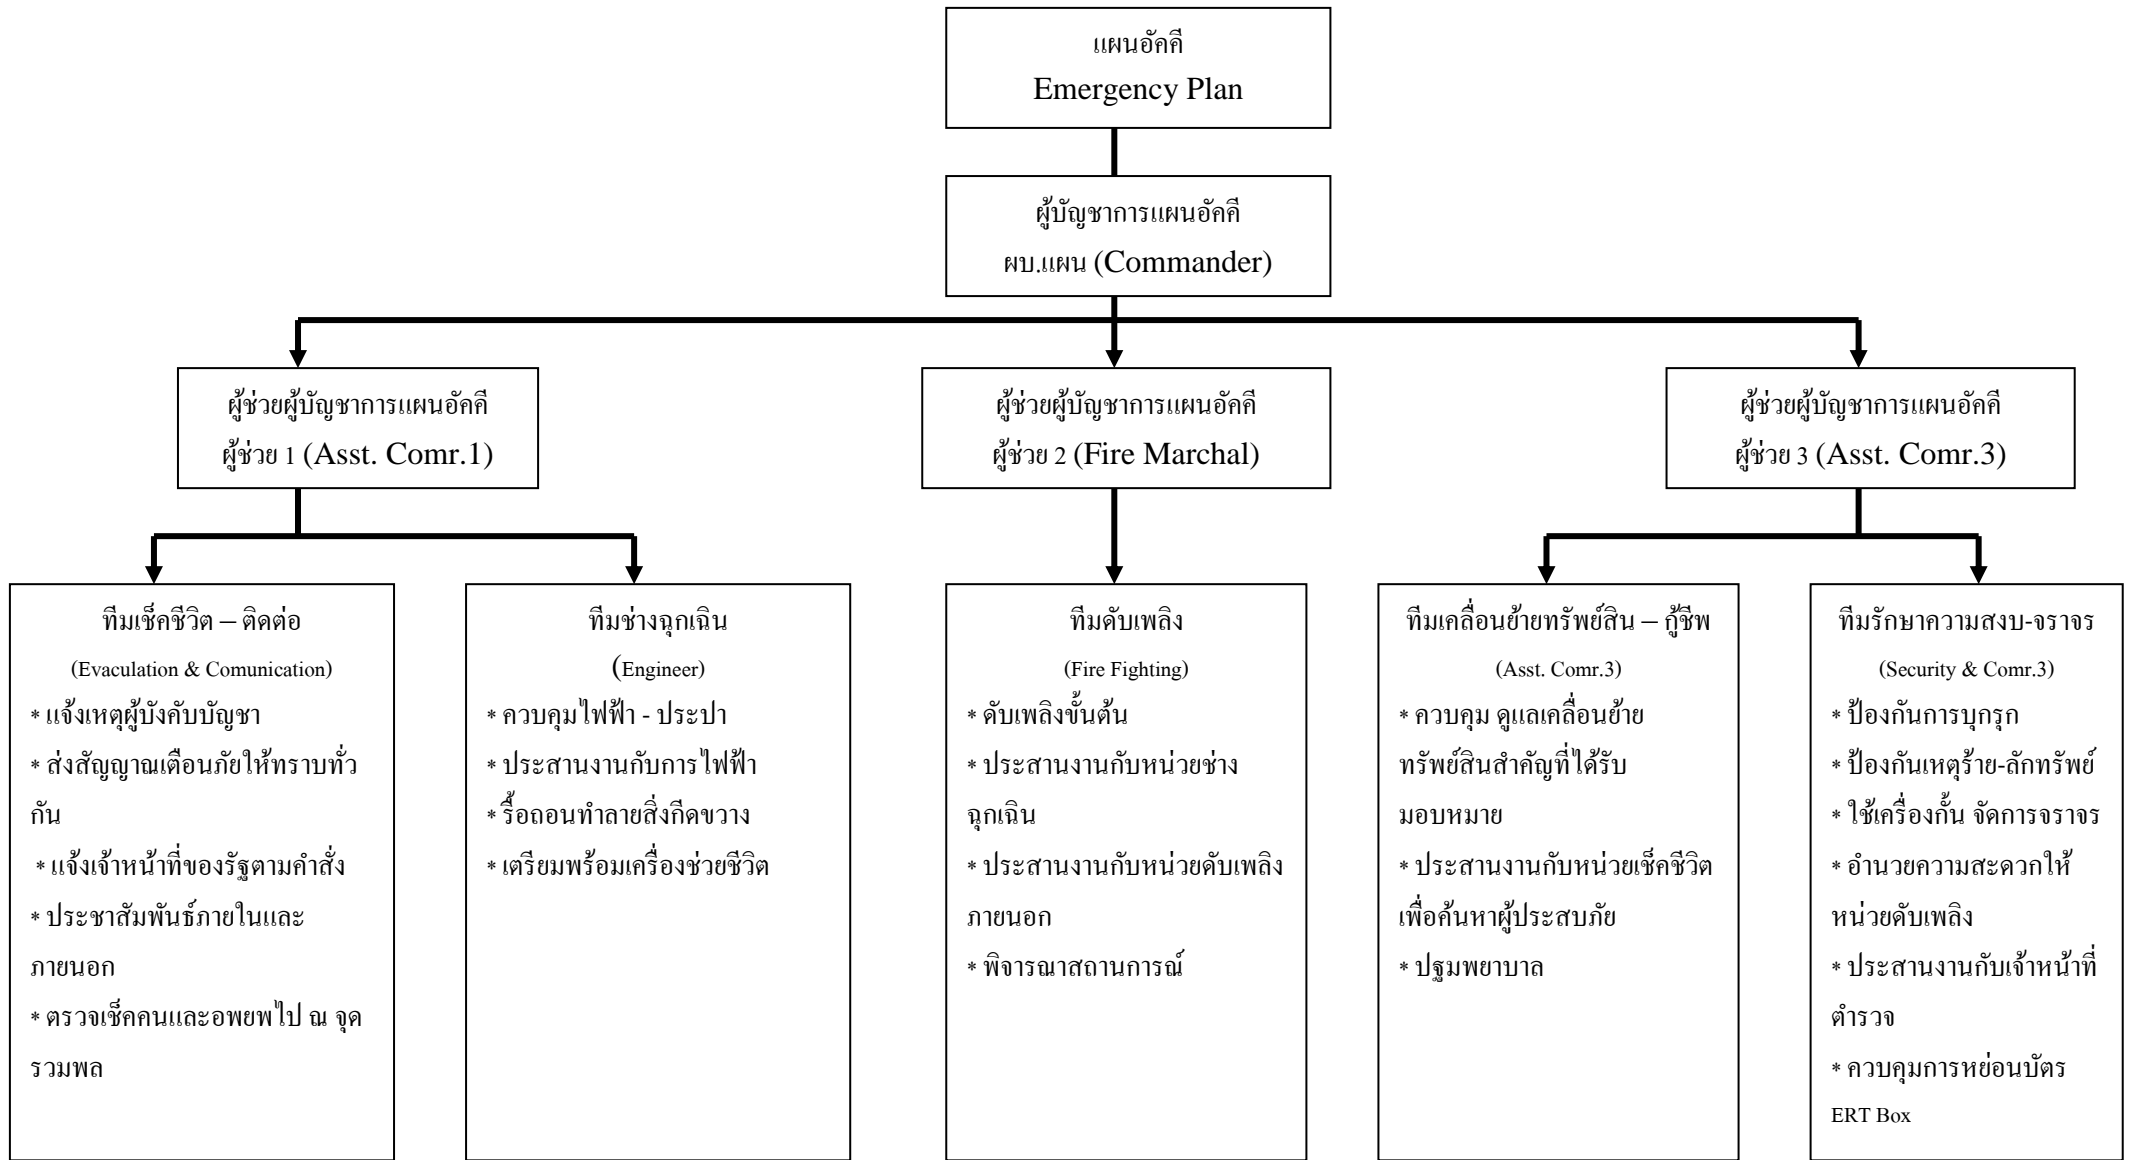 แผนอัคคี
Emergency Plan
ผู้บัญชาการแผนอัคคี
ผบ.แผน (Commander)
ผู้ช่วยผู้บัญชาการแผนอัคคี
ผู้ช่วย 1 (Asst. Comr.1)
ผู้ช่วยผู้บัญชาการแผนอัคคี
ผู้ช่วย 2 (Fire Marchal)
ผู้ช่วยผู้บัญชาการแผนอัคคี
ผู้ช่วย 3 (Asst. Comr.3)
ทีมเช็คชีวิต – ติดต่อ
(Evaculation & Comunication)
* แจ้งเหตุผู้บังคับบัญชา
* ส่งสัญญาณเตือนภัยให้ทราบทั่ว
กัน
* แจ้งเจ้าหน้าที่ของรัฐตามคำสั่ง
* ประชาสัมพันธ์ภายในและ
ภายนอก
* ตรวจเช็คคนและอพยพไป ณ จุด
รวมพล
ทีมช่างฉุกเฉิน
(Engineer)
* ควบคุมไฟฟ้า - ประปา
* ประสานงานกับการไฟฟ้า
* รื้อถอนทำลายสิ่งกีดขวาง
* เตรียมพร้อมเครื่องช่วยชีวิต
ทีมดับเพลิง
(Fire Fighting)
* ดับเพลิงขั้นต้น
* ประสานงานกับหน่วยช่าง
ฉุกเฉิน
* ประสานงานกับหน่วยดับเพลิง
ภายนอก
* พิจารณาสถานการณ์
ทีมเคลื่อนย้ายทรัพย์สิน – กู้ชีพ
(Asst. Comr.3)
* ควบคุม ดูแลเคลื่อนย้าย
ทรัพย์สินสำคัญที่ได้รับ
มอบหมาย
* ประสานงานกับหน่วยเช็คชีวิต
เพื่อค้นหาผู้ประสบภัย
* ปฐมพยาบาล
ทีมรักษาความสงบ-จราจร
(Security & Comr.3)
* ป้องกันการบุกรุก
* ป้องกันเหตุร้าย-ลักทรัพย์
* ใช้เครื่องกั้น จัดการจราจร
* อำนวยความสะดวกให้
หน่วยดับเพลิง
* ประสานงานกับเจ้าหน้าที่
ตำรวจ
* ควบคุมการหย่อนบัตร
ERT Box